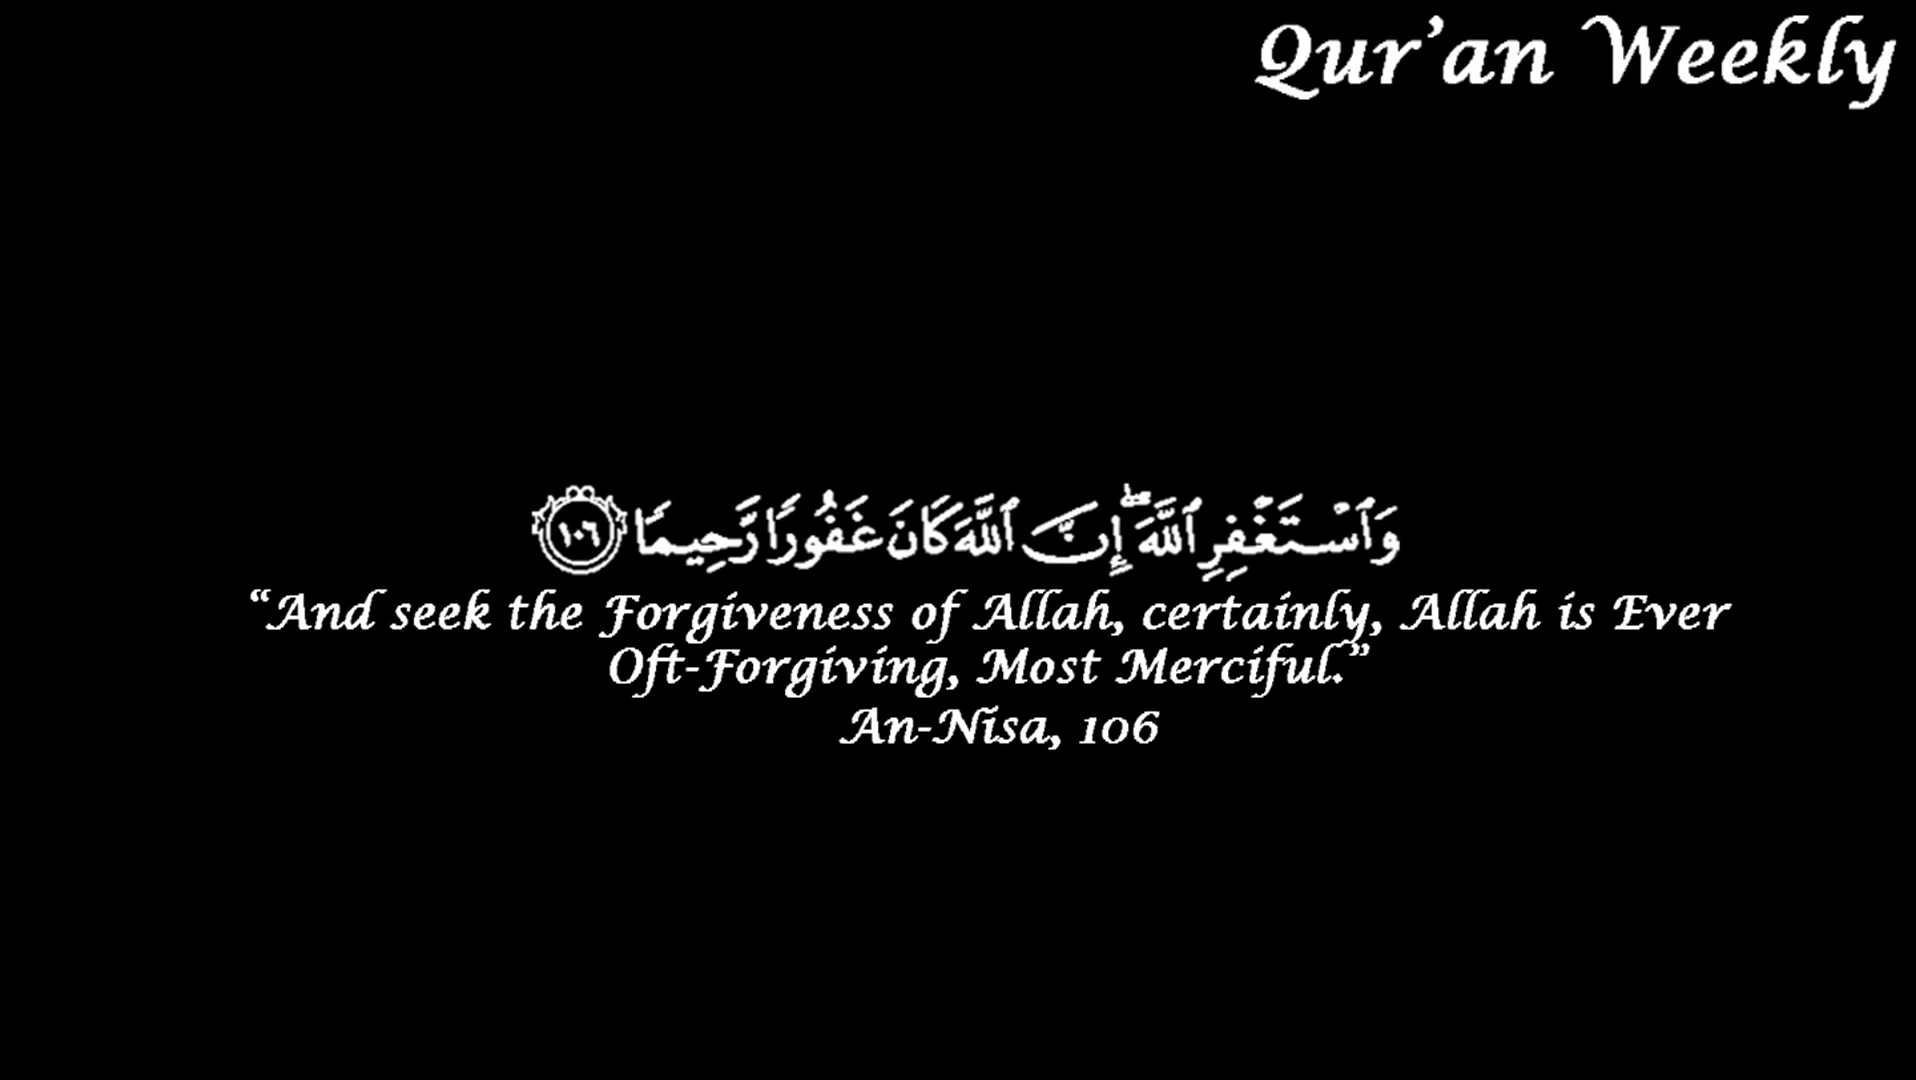 Qur’an Weekly
وَٱسْتَغْفِرِ ٱللَّهَ ۖ إِنَّ ٱللَّهَ كَانَ غَفُورًا رَّحِيمًا ١٠٦
“And seek the Forgiveness of Allah, certainly, Allah is Ever
Oft-Forgiving, Most Merciful.”
An-Nisa, 106